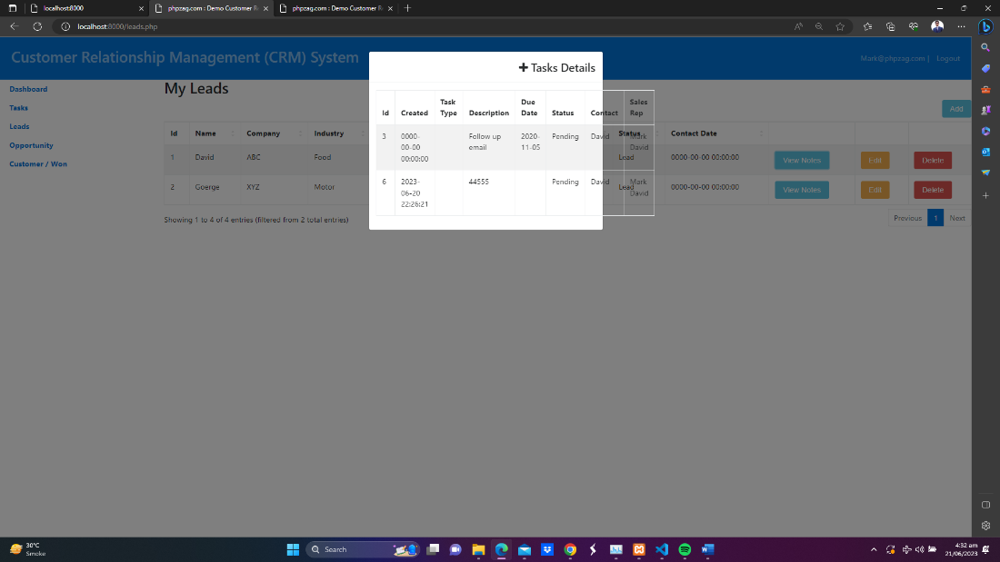 localhost:8000
phpzag.com : Demo Customer R
phpzag.com : Demo Customer R
localhost:8000/leads.php
Customer Relationship Management (CRM) System
Mark@phpzag.com | Logout
Dashboard
Tasks
Leads
Opportunity
Customer / Won
My Leads
Add
Id Name Company Industry Status Contact Date
1 David ABC Food Lead 0000-00-00 00:00:00 View Notes Edit Delete
2 Goerge XYZ Motor Lead 0000-00-00 00:00:00 View Notes Edit Delete
Showing 1 to 4 of 4 entries (filtered from 2 total entries)
Previous 1 Next
Tasks Details
Id Created Task Type Description Due Date Status Contact Sales Rep
3 0000-00-00 00:00:00 Follow up email 2020-11-05 Pending David Mark David
6 2023-06-20 22:26:21 44555 Pending David Mark David
30°C
Smoke
Search
4:32 am
21/06/2023